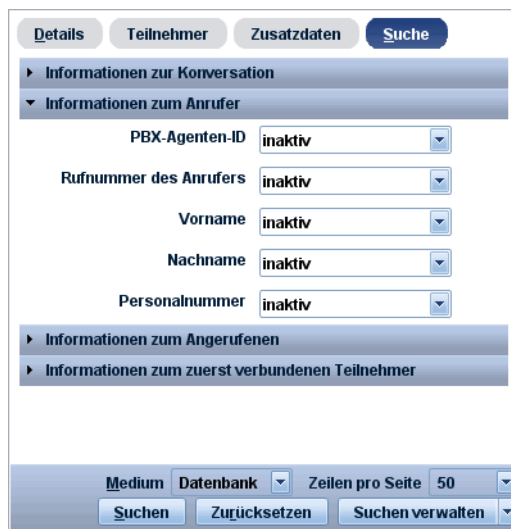 Details Teilnehmer Zusatzdaten Suche
Informationen zur Konversation
Informationen zum Anrufer
PBX-Agenten-ID inaktiv
Rufnummer des Anrufers inaktiv
Vorname inaktiv
Nachname inaktiv
Personalnummer inaktiv
Informationen zum Angerufenen
Informationen zum zuerst verbundenen Teilnehmer
Medium Datenbank Zeilen pro Seite 50
Suchen Zurücksetzen Suchen verwalten